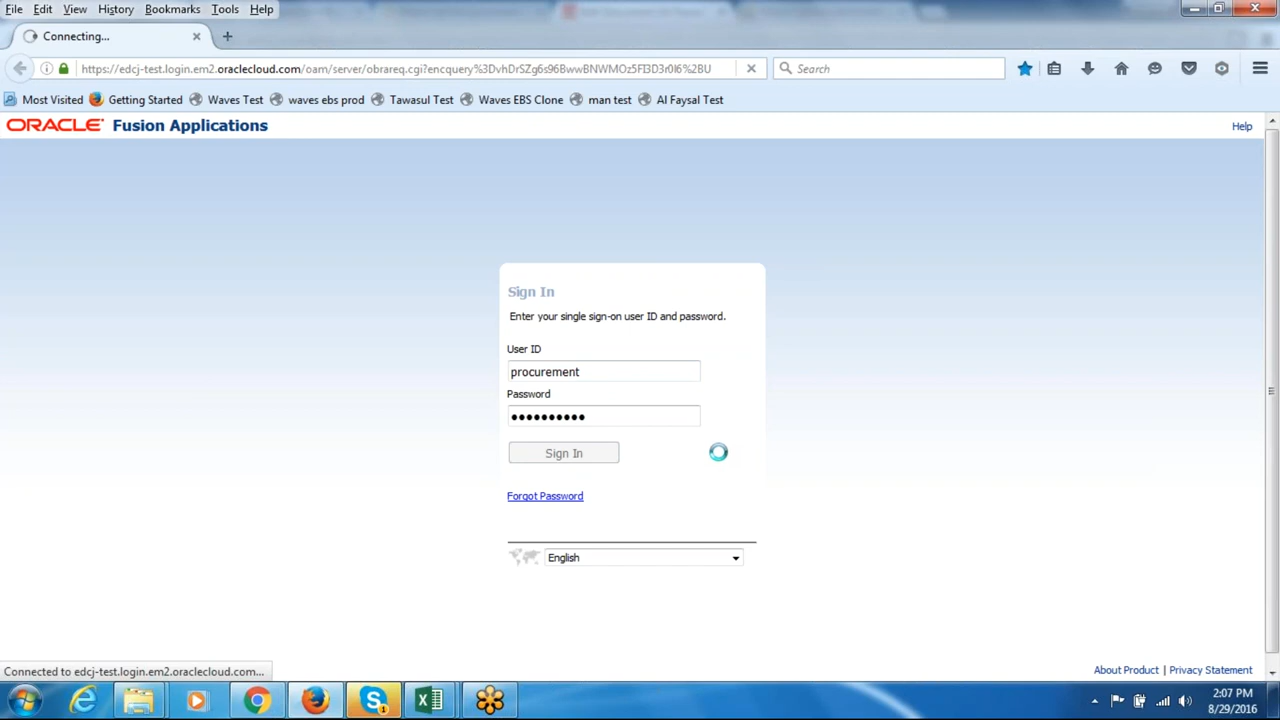 File Edit View History Bookmarks Tools Help
Connecting...
https://edcj-test.login.em2.oraclecloud.com/oam/server/obrareq.cgi?encquery%3DvhDrSZg6s96BwwBNWMOz5FI3D3r0I6%2BU
Search
Most Visited Getting Started Waves Test waves ebs prod Tawasul Test Waves EBS Clone man test Al Faysal Test
ORACLE Fusion Applications Help
Sign In
Enter your single sign-on user ID and password.
User ID
procurement
Password
Sign In
Forgot Password
English
Connected to edcj-test.login.em2.oraclecloud.com...
About Product | Privacy Statement
2:07 PM
8/29/2016